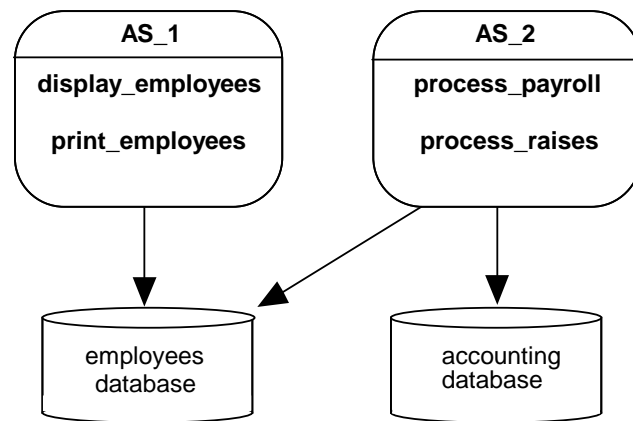 AS_1
display_employees
print_employees
AS_2
process_payroll
process_raises
employees
database
accounting
database